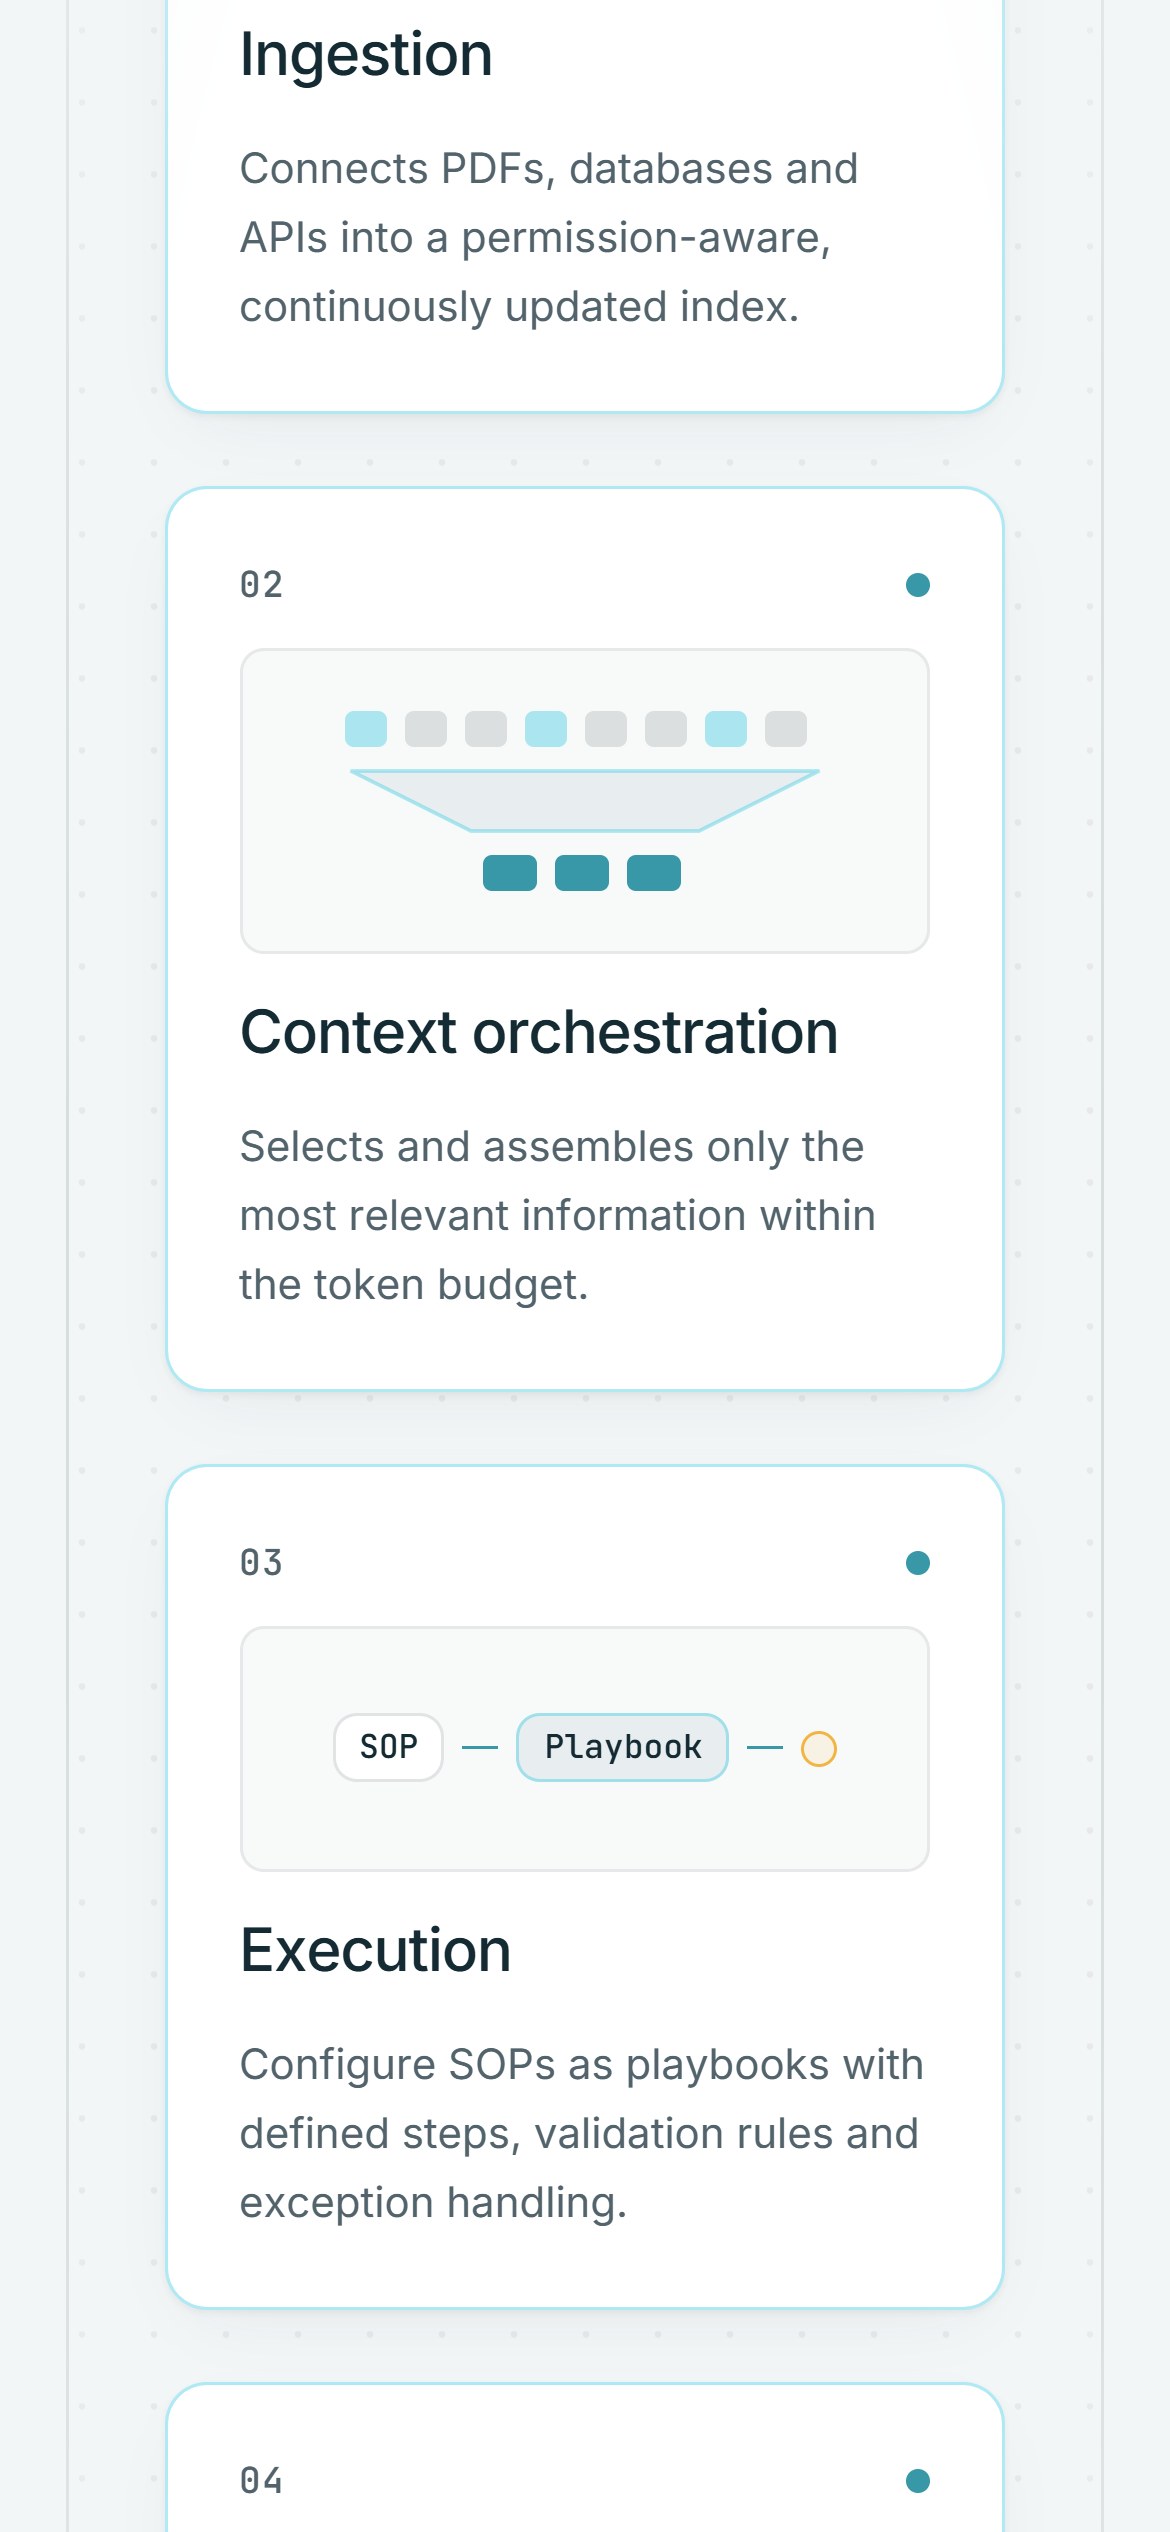 Ingestion
Connects PDFs, databases and
APIs into a permission-aware,
continuously updated index.
02
Context orchestration
Selects and assembles only the
most relevant information within
the token budget.
03
SOP Playbook
Execution
Configure SOPs as playbooks with
defined steps, validation rules and
exception handling.
04